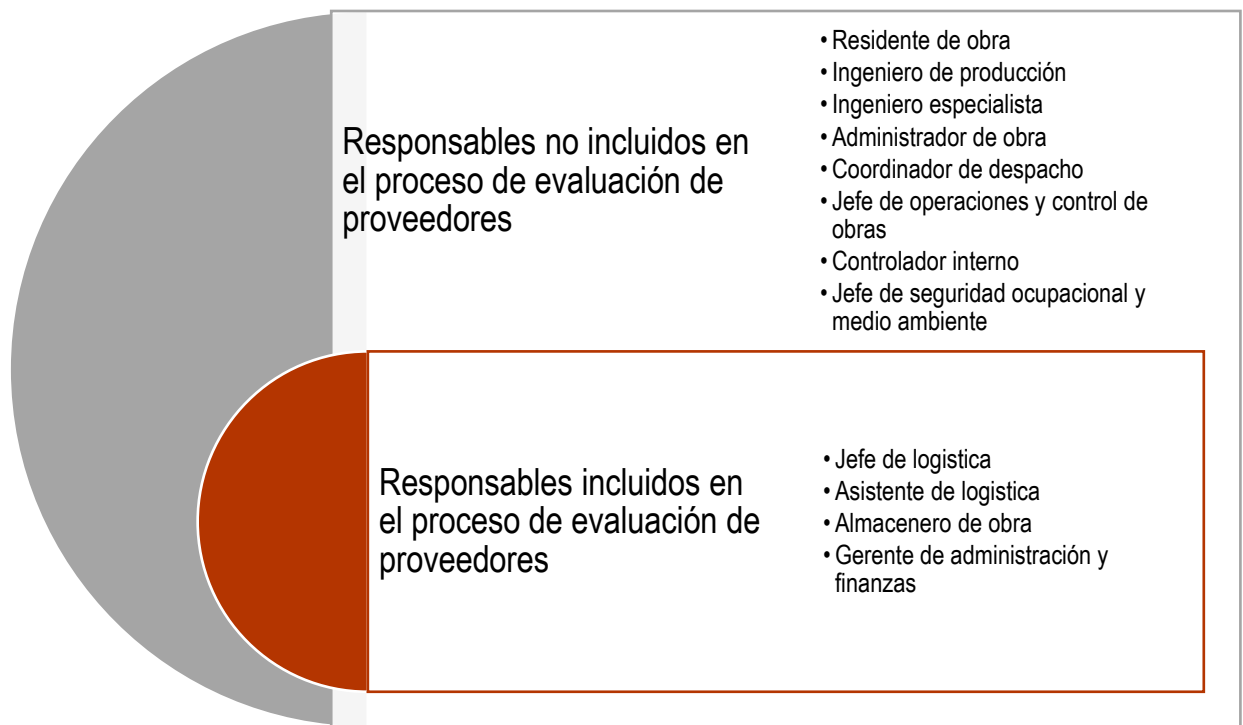 Responsables no incluidos en
el proceso de evaluación de
proveedores
• Residente de obra
• Ingeniero de producción
• Ingeniero especialista
• Administrador de obra
• Coordinador de despacho
• Jefe de operaciones y control de
obras
• Controlador interno
• Jefe de seguridad ocupacional y
medio ambiente
Responsables incluidos en
el proceso de evaluación de
proveedores
• Jefe de logistica
• Asistente de logistica
• Almacenero de obra
• Gerente de administración y
finanzas